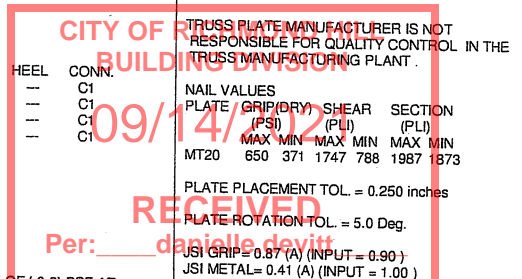 TRUSS PLATE MANUFACTURER IS NOT
RESPONSIBLE FOR QUALITY CONTROL IN THE
TRUSS MANUFACTURING PLANT .
CITY OF RICHMOND HILL
BUILDING DIVISION
09/14/2021
RECEIVED
Per:_____danielle.devitt
HEEL CONN.
--- C1
--- C1
--- C1
--- C1
NAIL VALUES
PLATE GRIP(DRY) SHEAR SECTION
(PSI) (PLI) (PLI)
MAX MIN MAX MIN MAX MIN
MT20 650 371 1747 788 1987 1873
PLATE PLACEMENT TOL. = 0.250 inches
PLATE ROTATION TOL. = 5.0 Deg.
JSI GRIP= 0.87 (A) (INPUT = 0.90 )
JSI METAL= 0.41 (A) (INPUT = 1.00 )